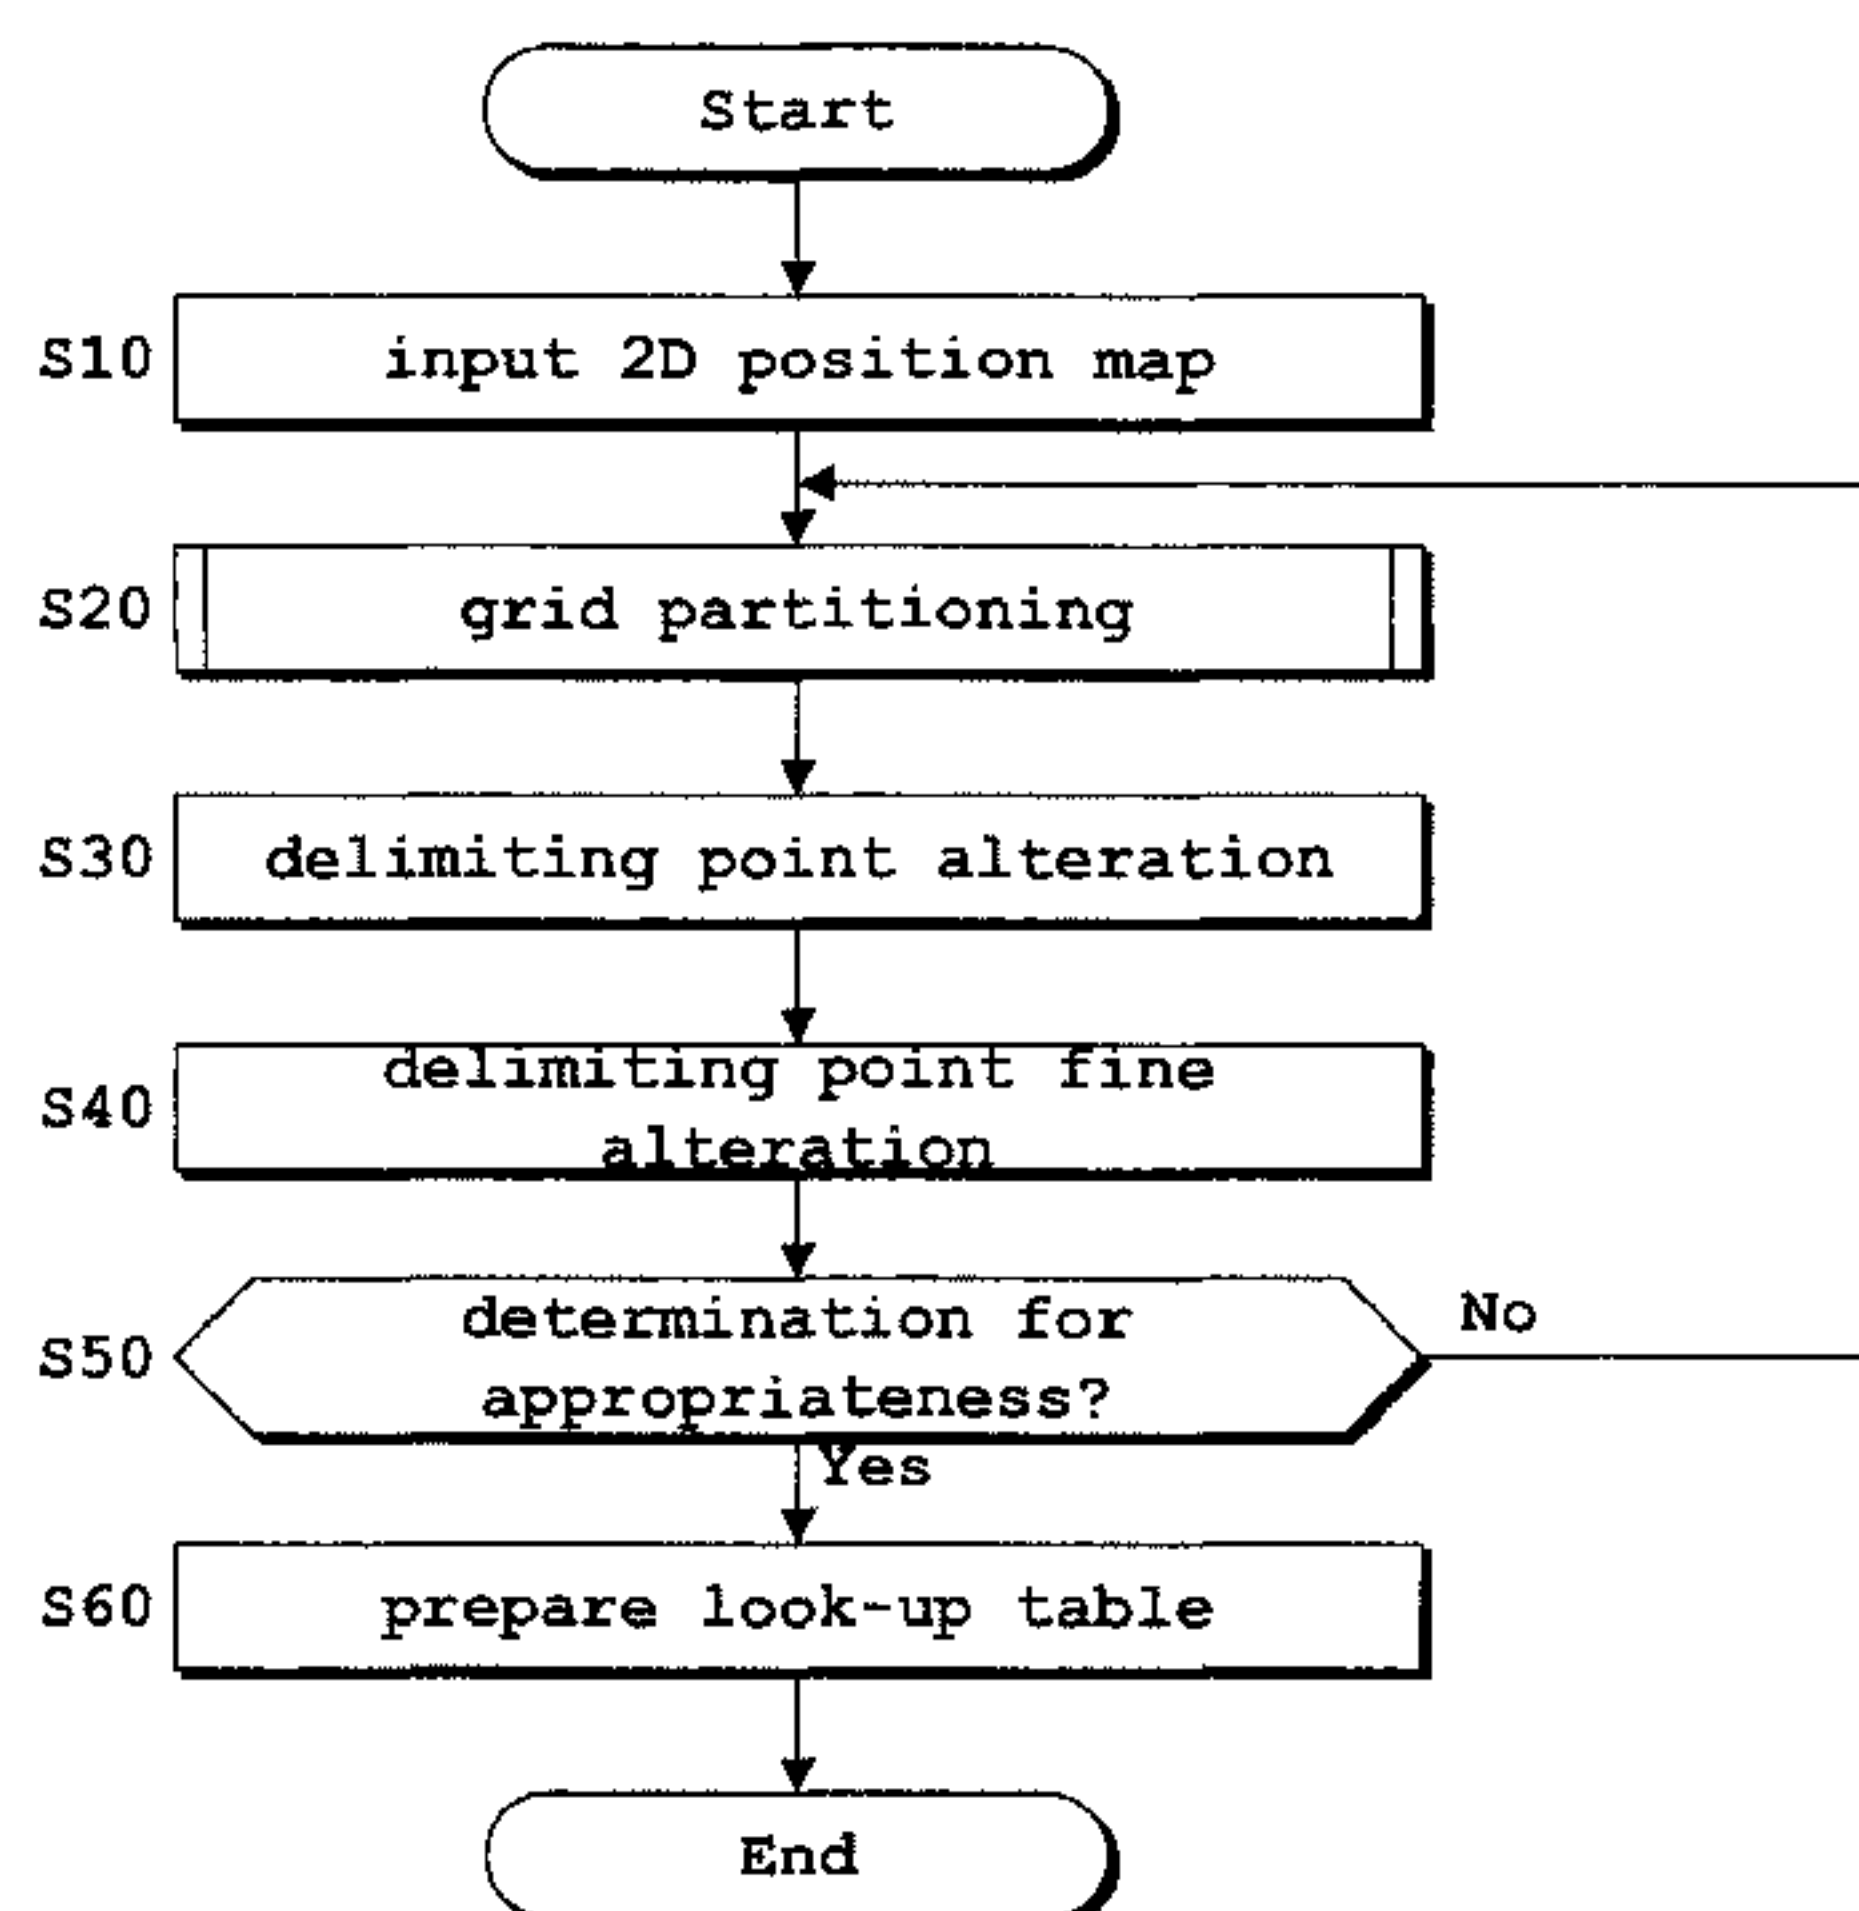 Start
S10 input 2D position map
S20 grid partitioning
S30 delimiting point alteration
S40 delimiting point fine
alteration
S50 determination for
appropriateness?
No
Yes
S60 prepare look-up table
End